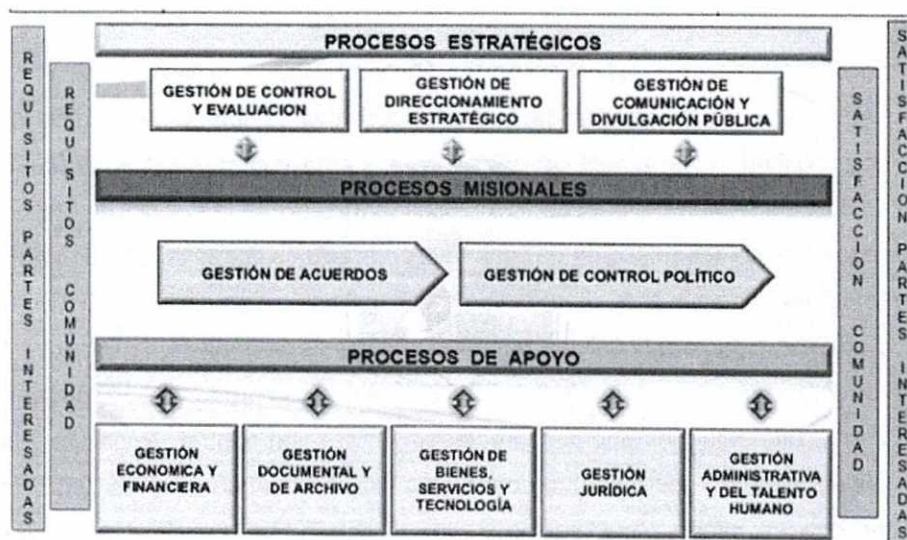 REQUISITOS PARTES INTERESADAS
REQUISITOS COMUNIDAD
PROCESOS ESTRATÉGICOS
GESTIÓN DE CONTROL
Y EVALUACION
GESTIÓN DE
DIRECCIONAMIENTO
ESTRATÉGICO
GESTIÓN DE
COMUNICACIÓN Y
DIVULGACIÓN PÚBLICA
PROCESOS MISIONALES
GESTIÓN DE ACUERDOS
GESTIÓN DE CONTROL POLÍTICO
PROCESOS DE APOYO
GESTIÓN
ECONOMICA Y
FINANCIERA
GESTIÓN
DOCUMENTAL Y
DE ARCHIVO
GESTIÓN DE
BIENES,
SERVICIOS Y
TECNOLOGÍA
GESTIÓN
JURÍDICA
GESTIÓN
ADMINISTRATIVA
Y DEL TALENTO
HUMANO
SATISFACCION COMUNIDAD
SATISFACCION PARTES INTERESADAS